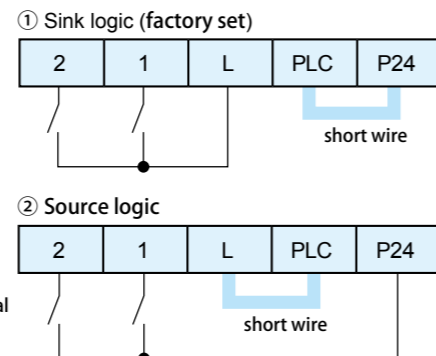 ① Sink logic (factory set)
2 1 L PLC P24
short wire
② Source logic
2 1 L PLC P24
al
short wire